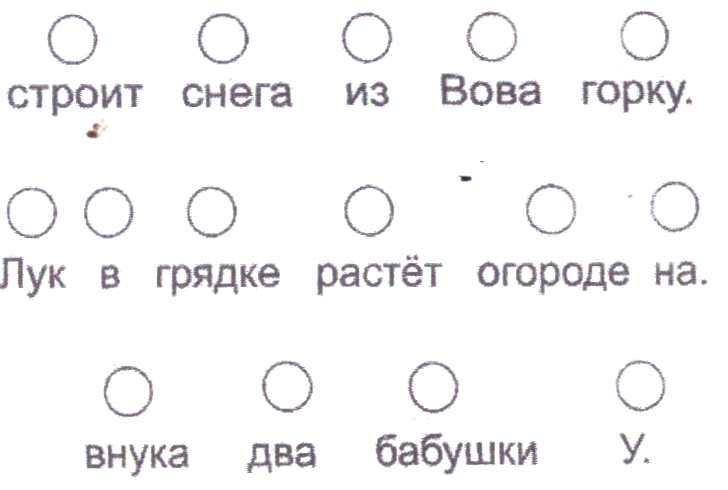 строит снега из Вова горку.
Лук в грядке растёт огороде на.
внука два бабушки У.